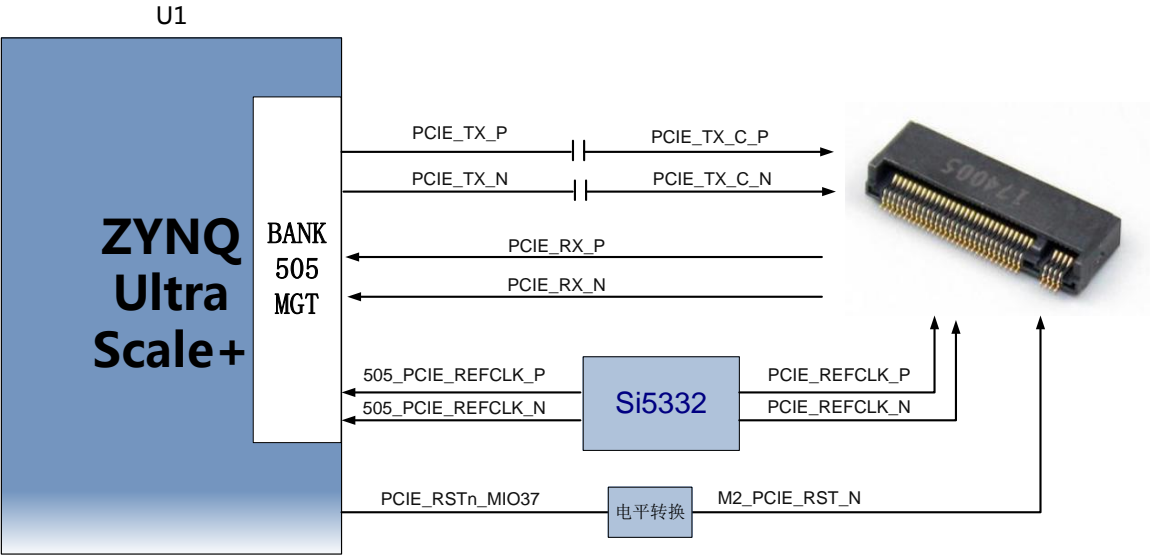 U1
ZYNQ
Ultra
Scale+
BANK
505
MGT
PCIE_TX_P
PCIE_TX_C_P
PCIE_TX_N
PCIE_TX_C_N
PCIE_RX_P
PCIE_RX_N
174005
505_PCIE_REFCLK_P
505_PCIE_REFCLK_N
Si5332
PCIE_REFCLK_P
PCIE_REFCLK_N
PCIE_RSTn_MIO37
电平转换
M2_PCIE_RST_N